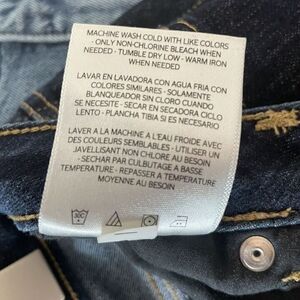 MACHINE WASH COLD WITH LIKE COLORS
- ONLY NON-CHLORINE BLEACH WHEN
NEEDED - TUMBLE DRY LOW - WARM IRON
WHEN NEEDED
LAVAR EN LAVADORA CON AGUA FRIA CON
COLORES SIMILARES - SOLAMENTE
BLANQUEADOR SIN CLORO CUANDO
SE NECESITE - SECAR EN SECADORA CICLO
LENTO - PLANCHA TIBIA SI ES NECESARIO
LAVER A LA MACHINE A L'EAU FROIDE AVEC
DES COULEURS SEMBLABLES - UTILISER UN
JAVELLISANT NON CHLORE AU BESOIN
- SECHAR PAR CULBUTAGE A BASSE
TEMPERATURE - REPASSER A TEMPERATURE
MOYENNE AU BESOIN